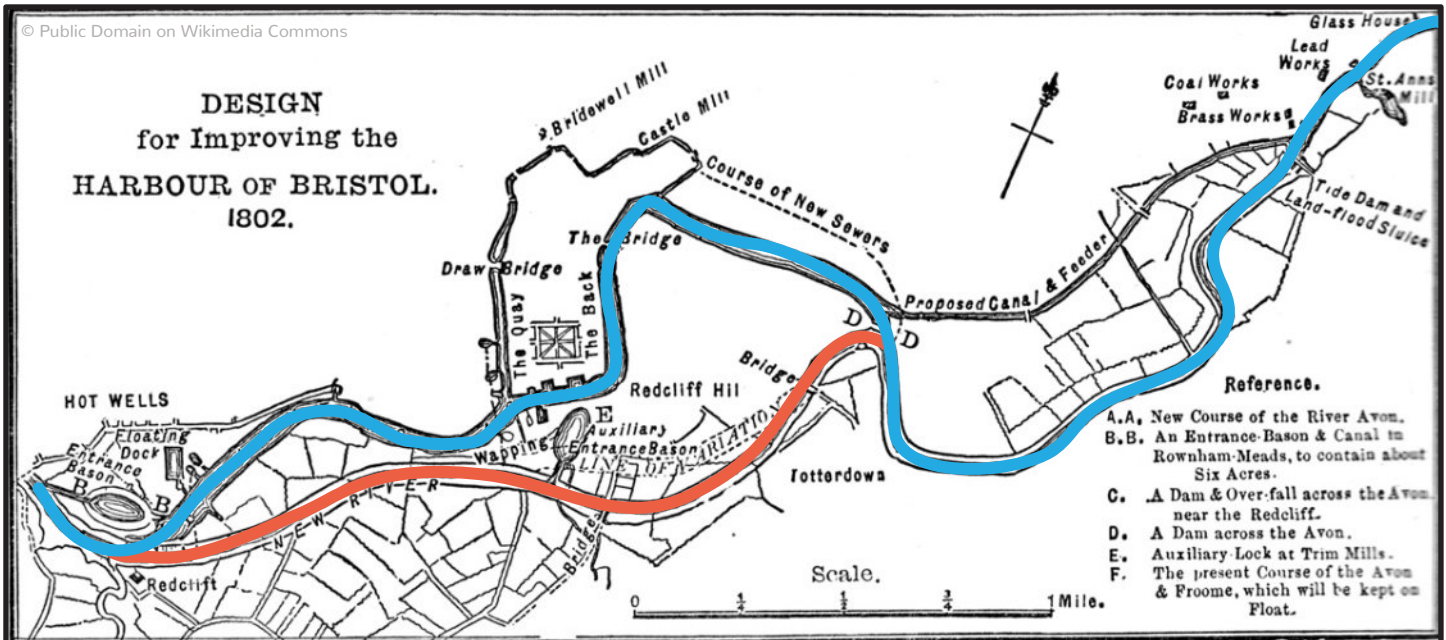 © Public Domain on Wikimedia Commons
DESIGN
for Improving the
HARBOUR OF BRISTOL.
1802.
Glass House
Lead
Works
St. Anns
Mill
Coal Works
Brass Works
Tide Dam and
Land-flood Sluice
Bridewell Mill
Castle Mill
Course of New Sewers
The Bridge
Draw Bridge
The Quay
The Back
Proposed Canal & Feeder
D
D
Bridge
Redcliff Hil
HOT WELLS
Floating
Dock
Entrance
Bason
B
B
E
Auxiliary
Entrance Bason
Wapping
LINE OF VARIATION
NEW RIVER
Totterdown
Bridge
Redclift
Scale.
0 1/4 1/2 3/4 1 Mile.
Reference.
A.A. New Course of the River Avon.
B.B. An Entrance-Bason & Canal in
Rownham-Meads, to contain about
Six Acres.
C. A Dam & Over-fall across the Avon
near the Redcliff.
D. A Dam across the Avon.
E. Auxiliary Lock at Trim Mills.
F. The present Course of the Avon
& Froome, which will be kept on
Float.